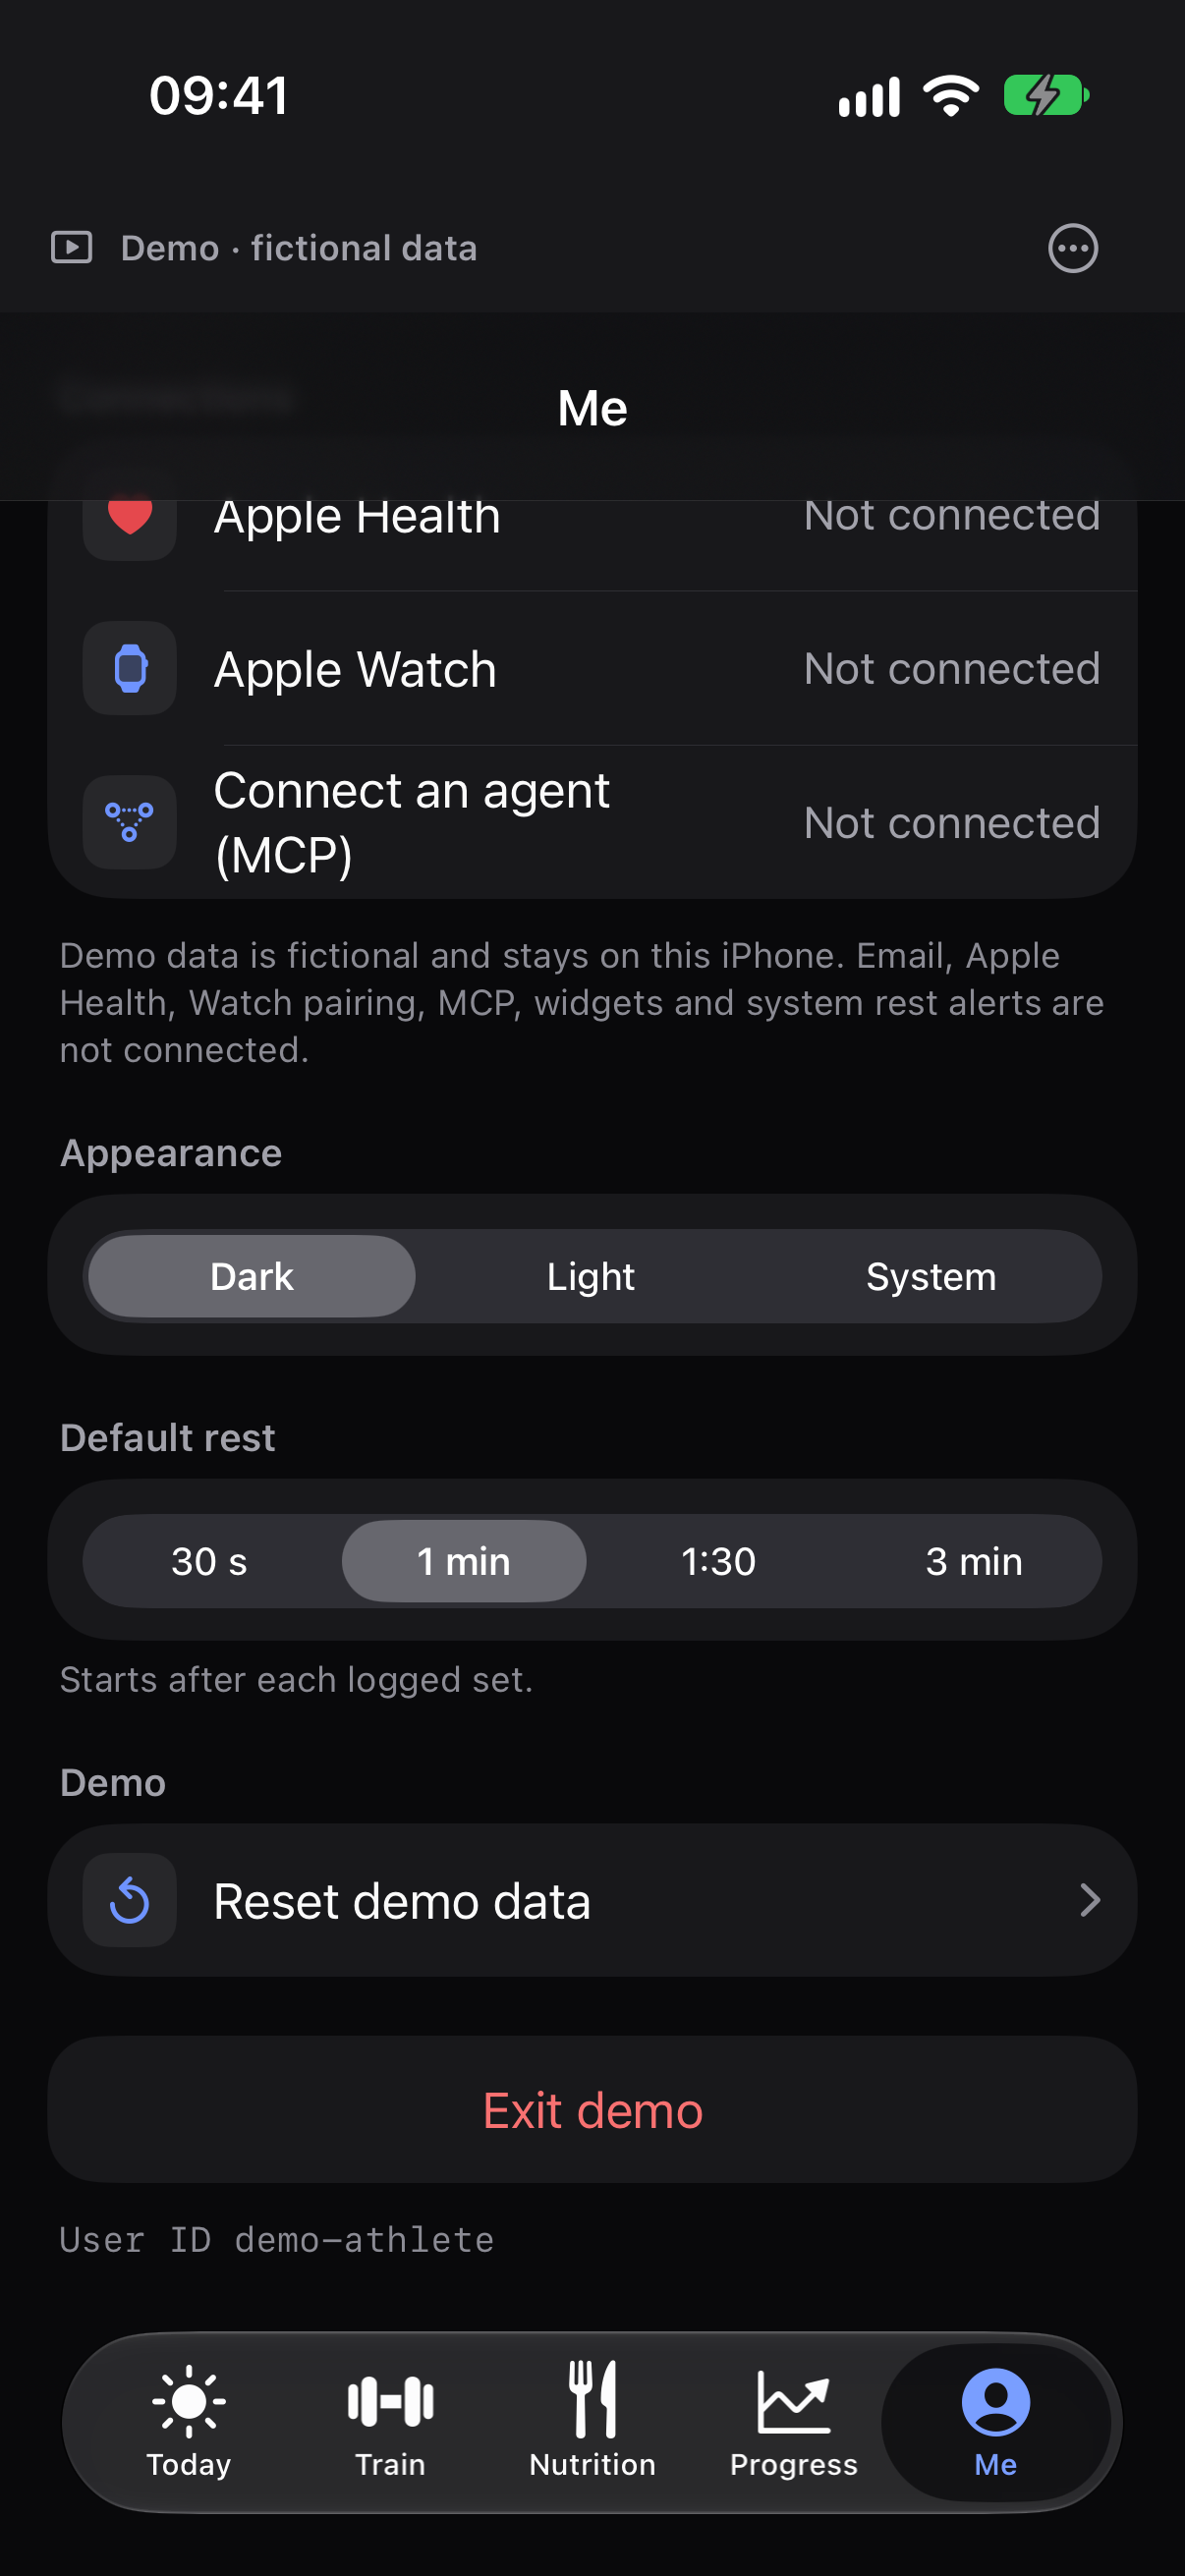 09:41
Demo · fictional data
Connections
Me
Apple Health
Not connected
Apple Watch
Not connected
Connect an agent
(MCP)
Not connected
Demo data is fictional and stays on this iPhone. Email, Apple
Health, Watch pairing, MCP, widgets and system rest alerts are
not connected.
Appearance
Dark
Light
System
Default rest
30 s
1 min
1:30
3 min
Starts after each logged set.
Demo
Reset demo data
Exit demo
User ID demo-athlete
Today
Train
Nutrition
Progress
Me